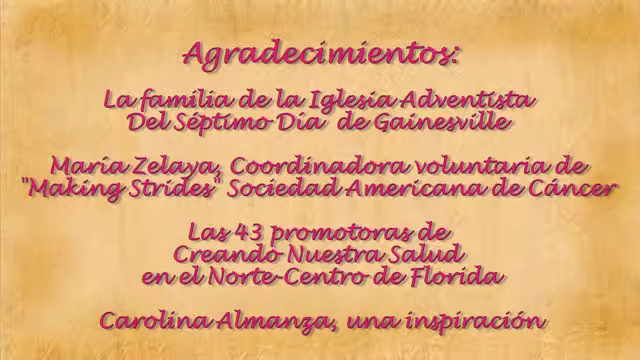 Agradecimientos:
La familia de la Iglesia Adventista
Del Séptimo Dia de Gainesville
Maria Zelaya, Coordinadora voluntaria de
"Making Strides" Sociedad Americana de Cáncer
Las 43 promotoras de
Creando Nuestra Salud
en el Norte-Centro de Florida
Carolina Almanza, una inspiración